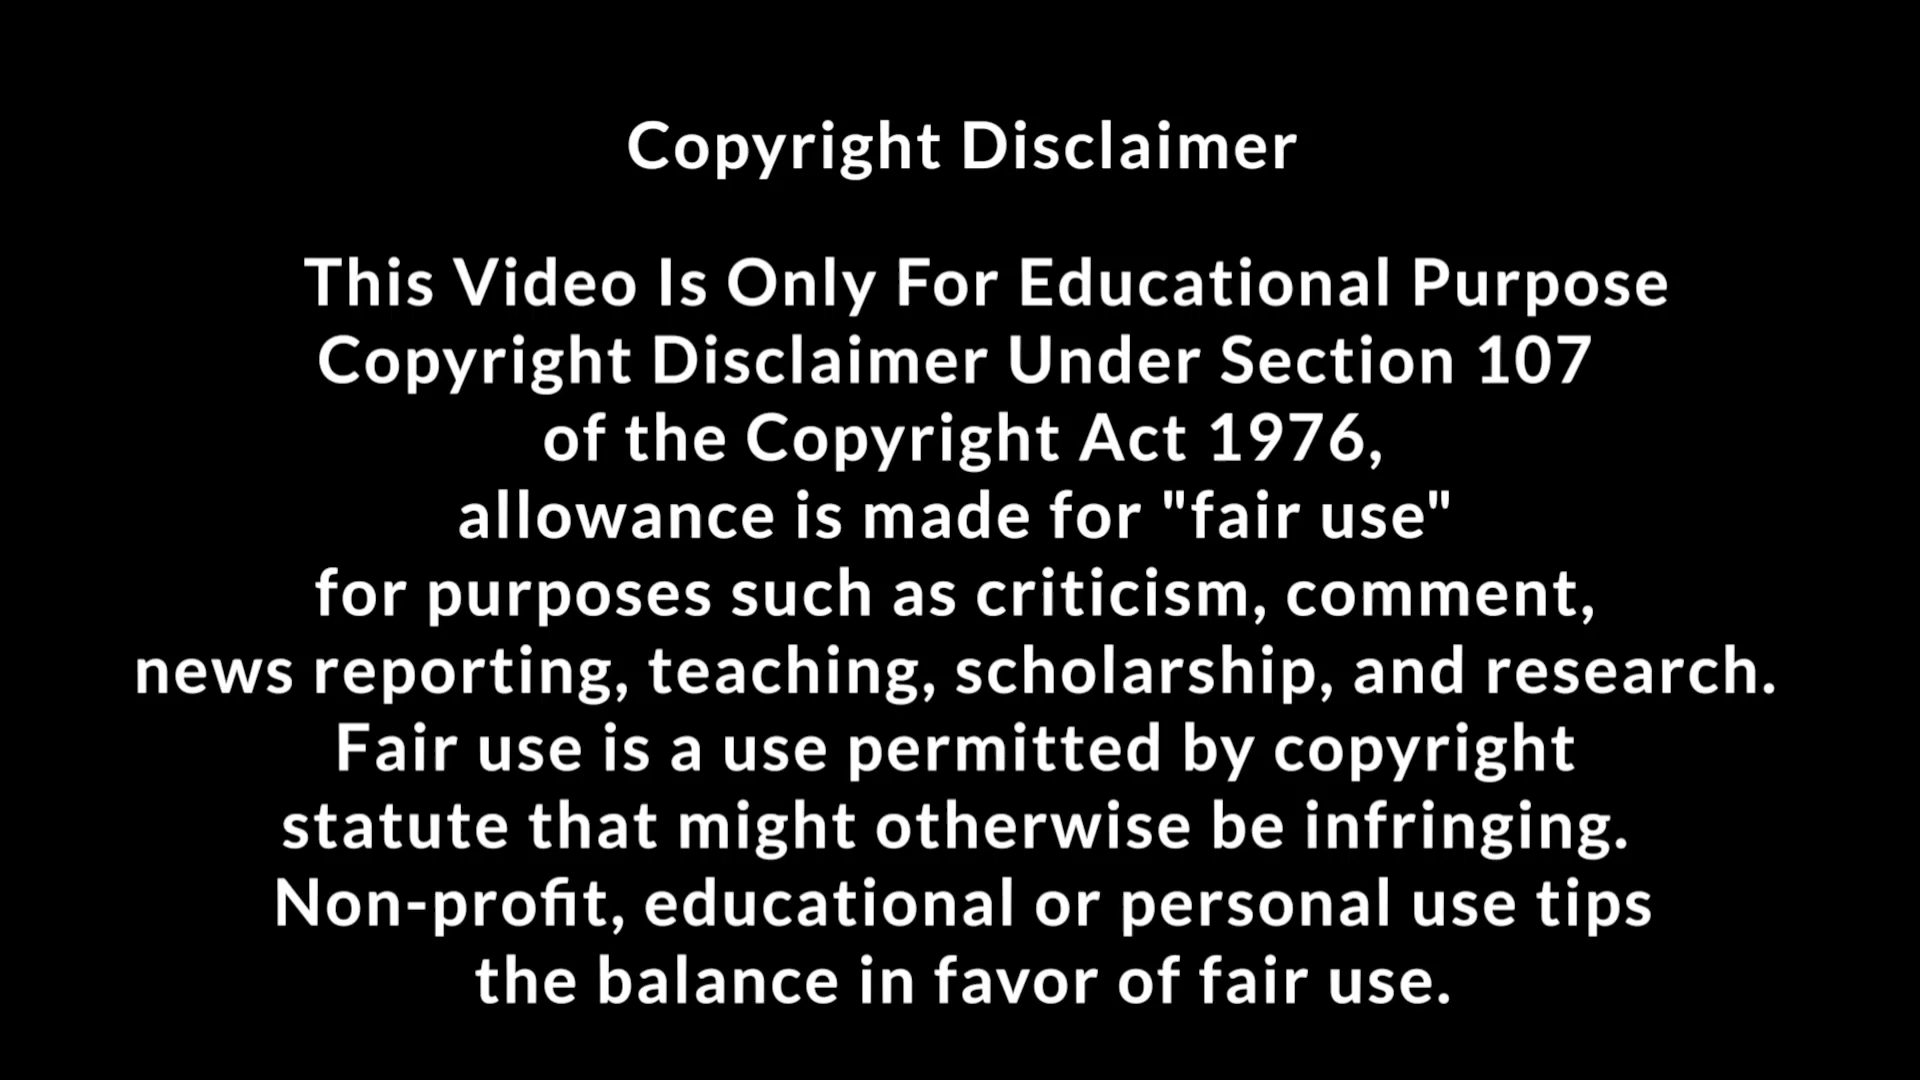 Copyright Disclaimer
This Video Is Only For Educational Purpose
Copyright Disclaimer Under Section 107
of the Copyright Act 1976,
allowance is made for "fair use"
for purposes such as criticism, comment,
news reporting, teaching, scholarship, and research.
Fair use is a use permitted by copyright
statute that might otherwise be infringing.
Non-profit, educational or personal use tips
the balance in favor of fair use.